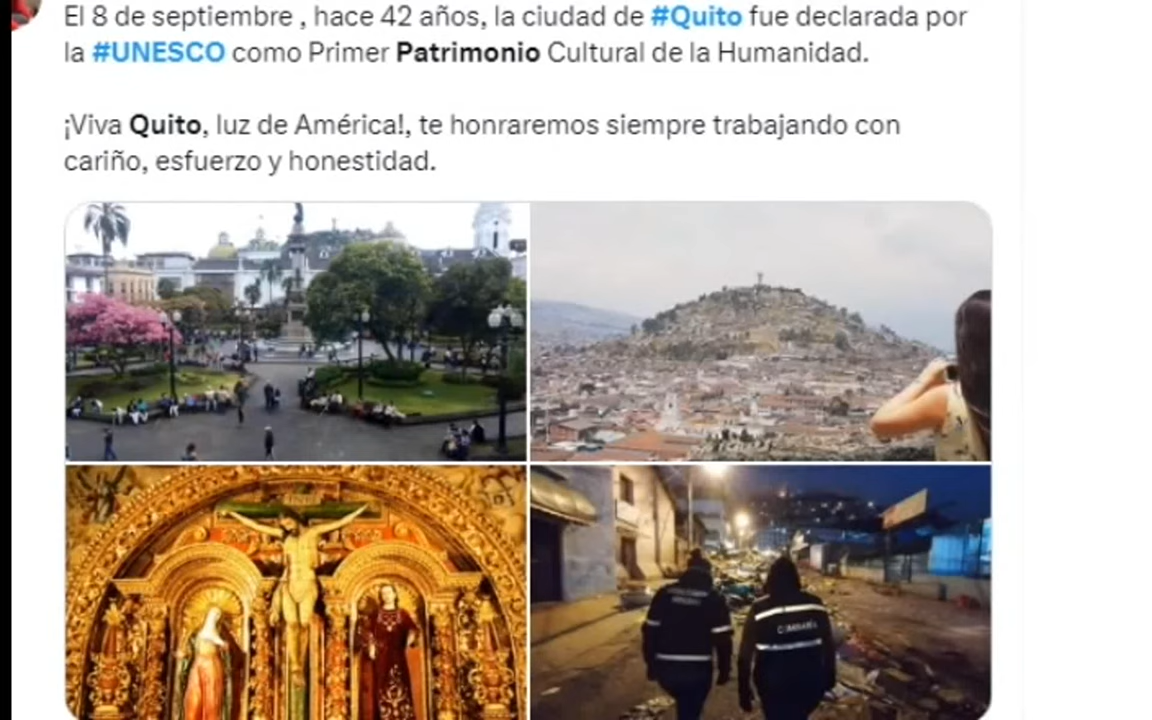 El 8 de septiembre , hace 42 años, la ciudad de #Quito fue declarada por
la #UNESCO como Primer Patrimonio Cultural de la Humanidad.
¡Viva Quito, luz de América!, te honraremos siempre trabajando con
cariño, esfuerzo y honestidad.